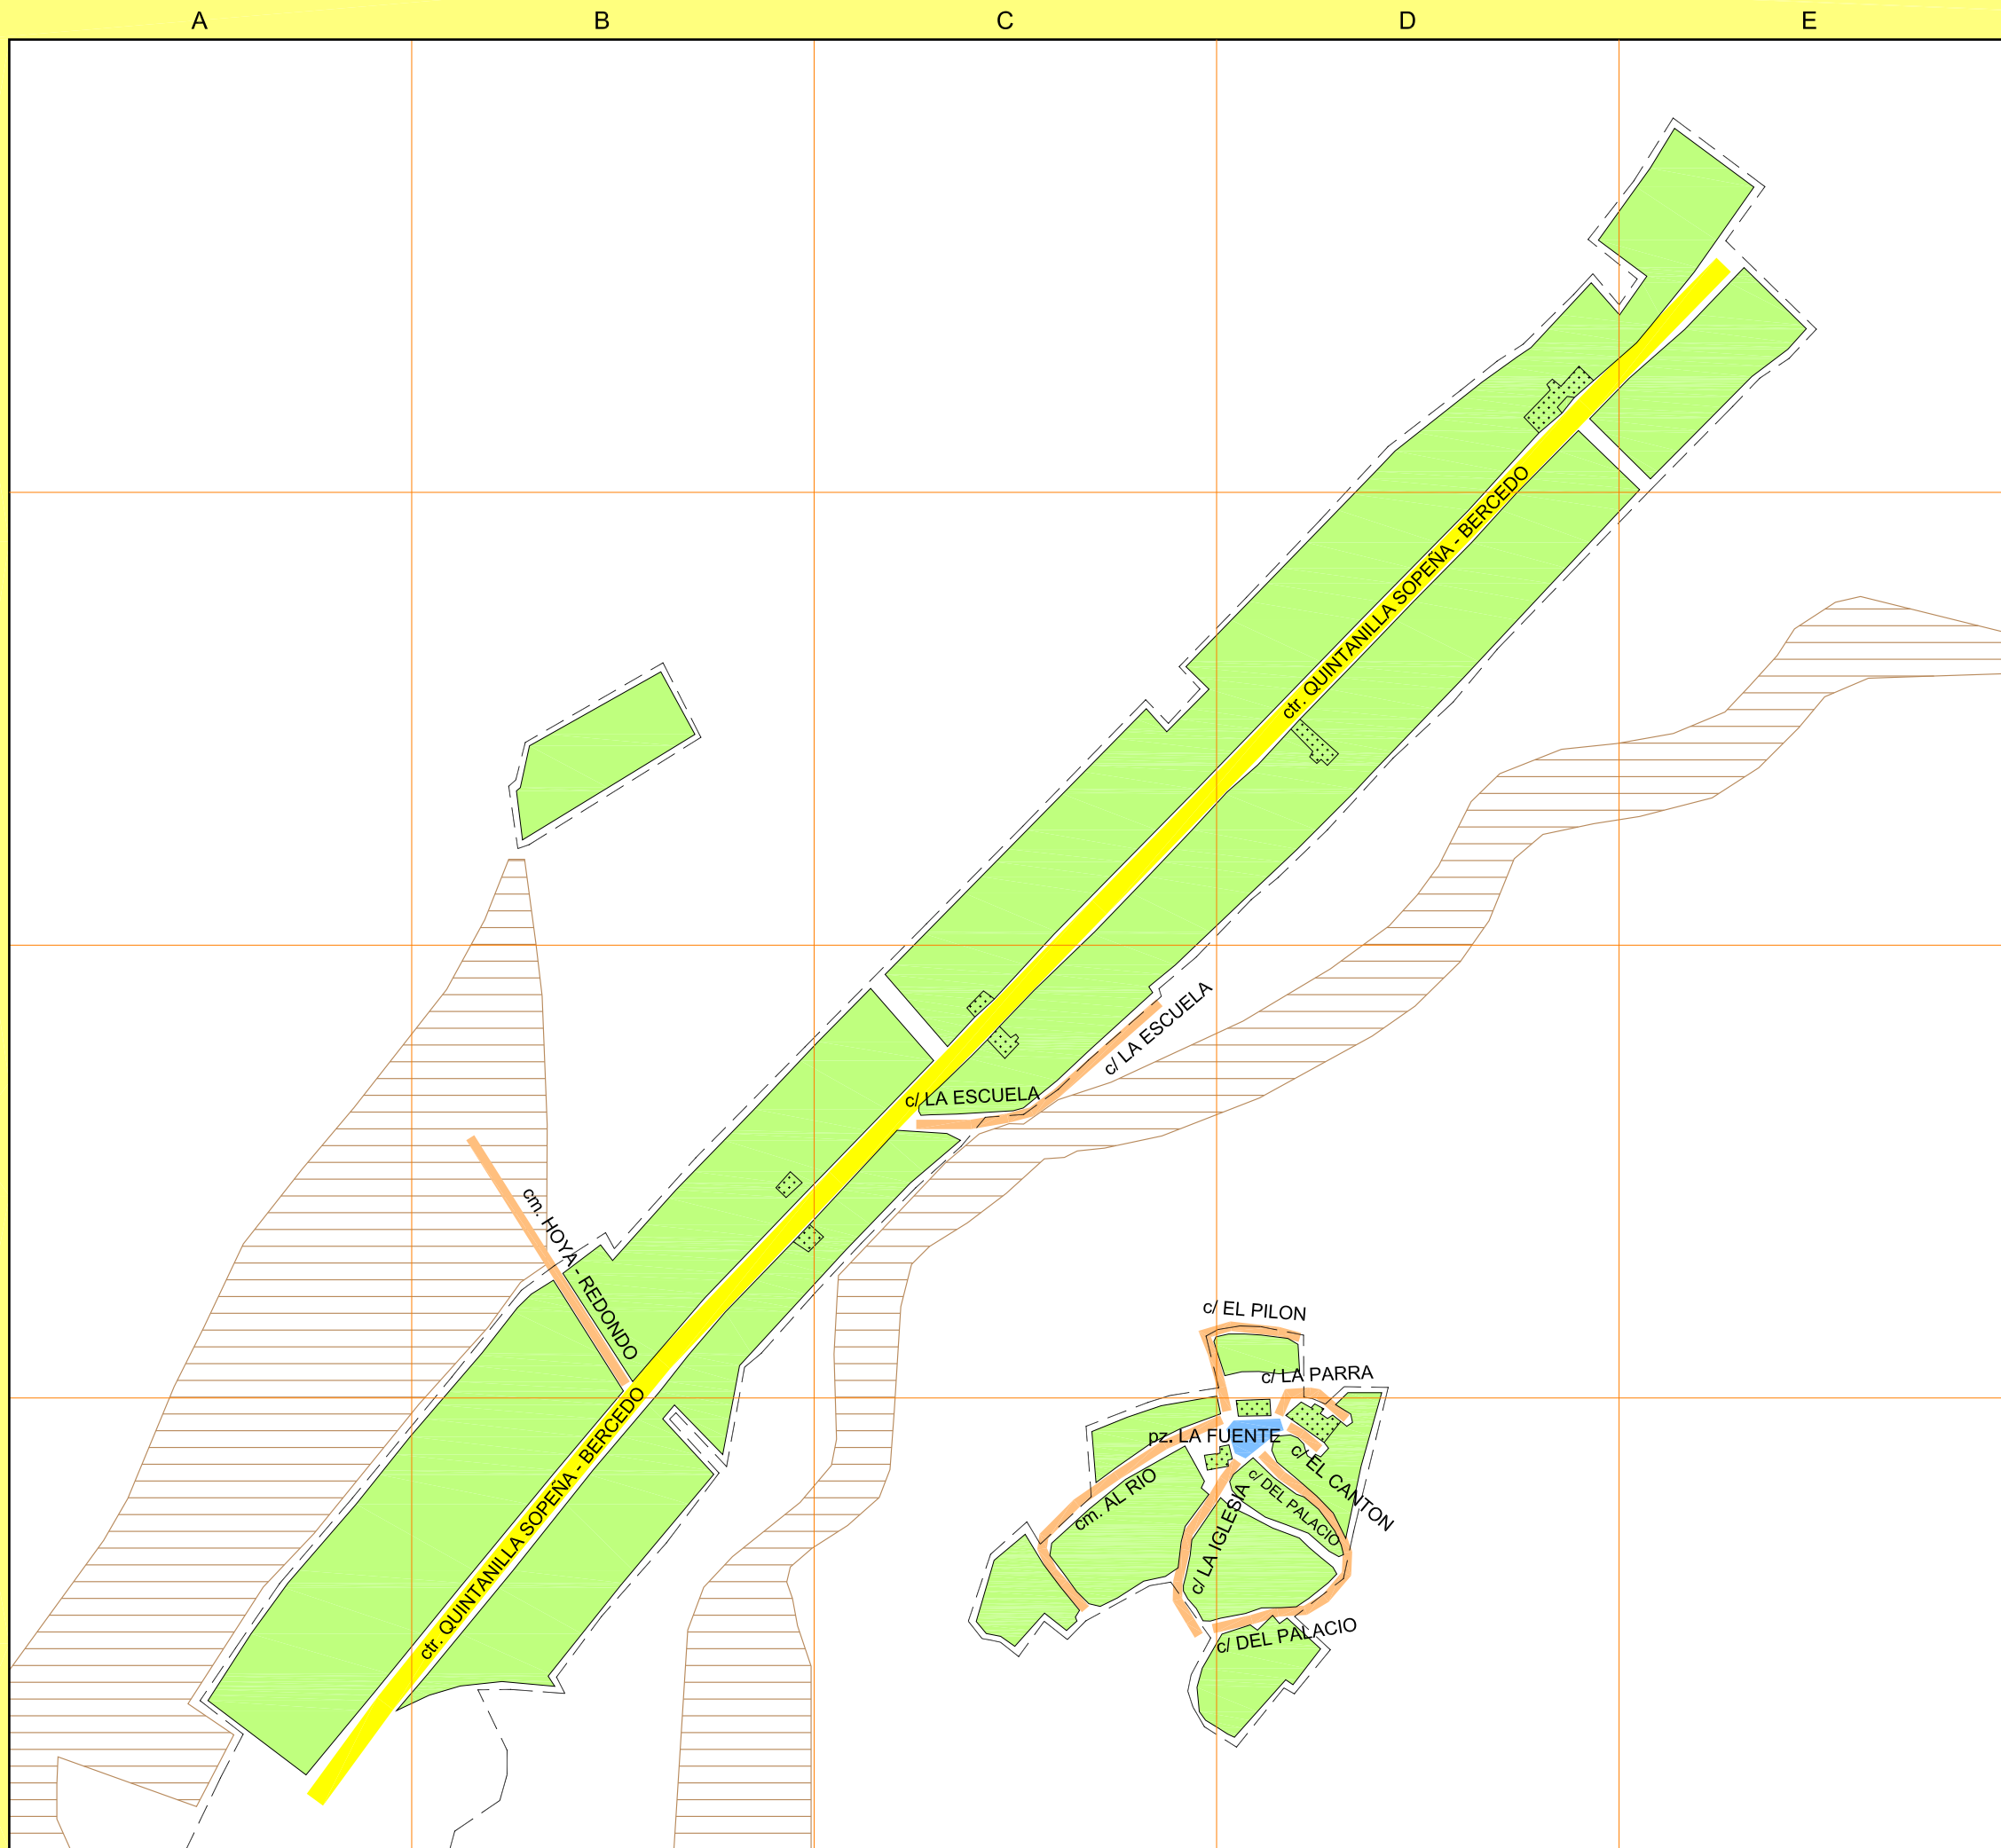 A B C D E
ctr. QUINTANILLA SOPEÑA - BERCEDO
c/ LA ESCUELA
c/ LA ESCUELA
cm. HOYA - REDONDO
c/ EL PILON
c/ LA PARRA
pz. LA FUENTE
c/ EL CANTON
cm. AL RIO
c/ DEL PALACIO
c/ LA IGLESIA
ctr. QUINTANILLA SOPEÑA - BERCEDO
c/ DEL PALACIO